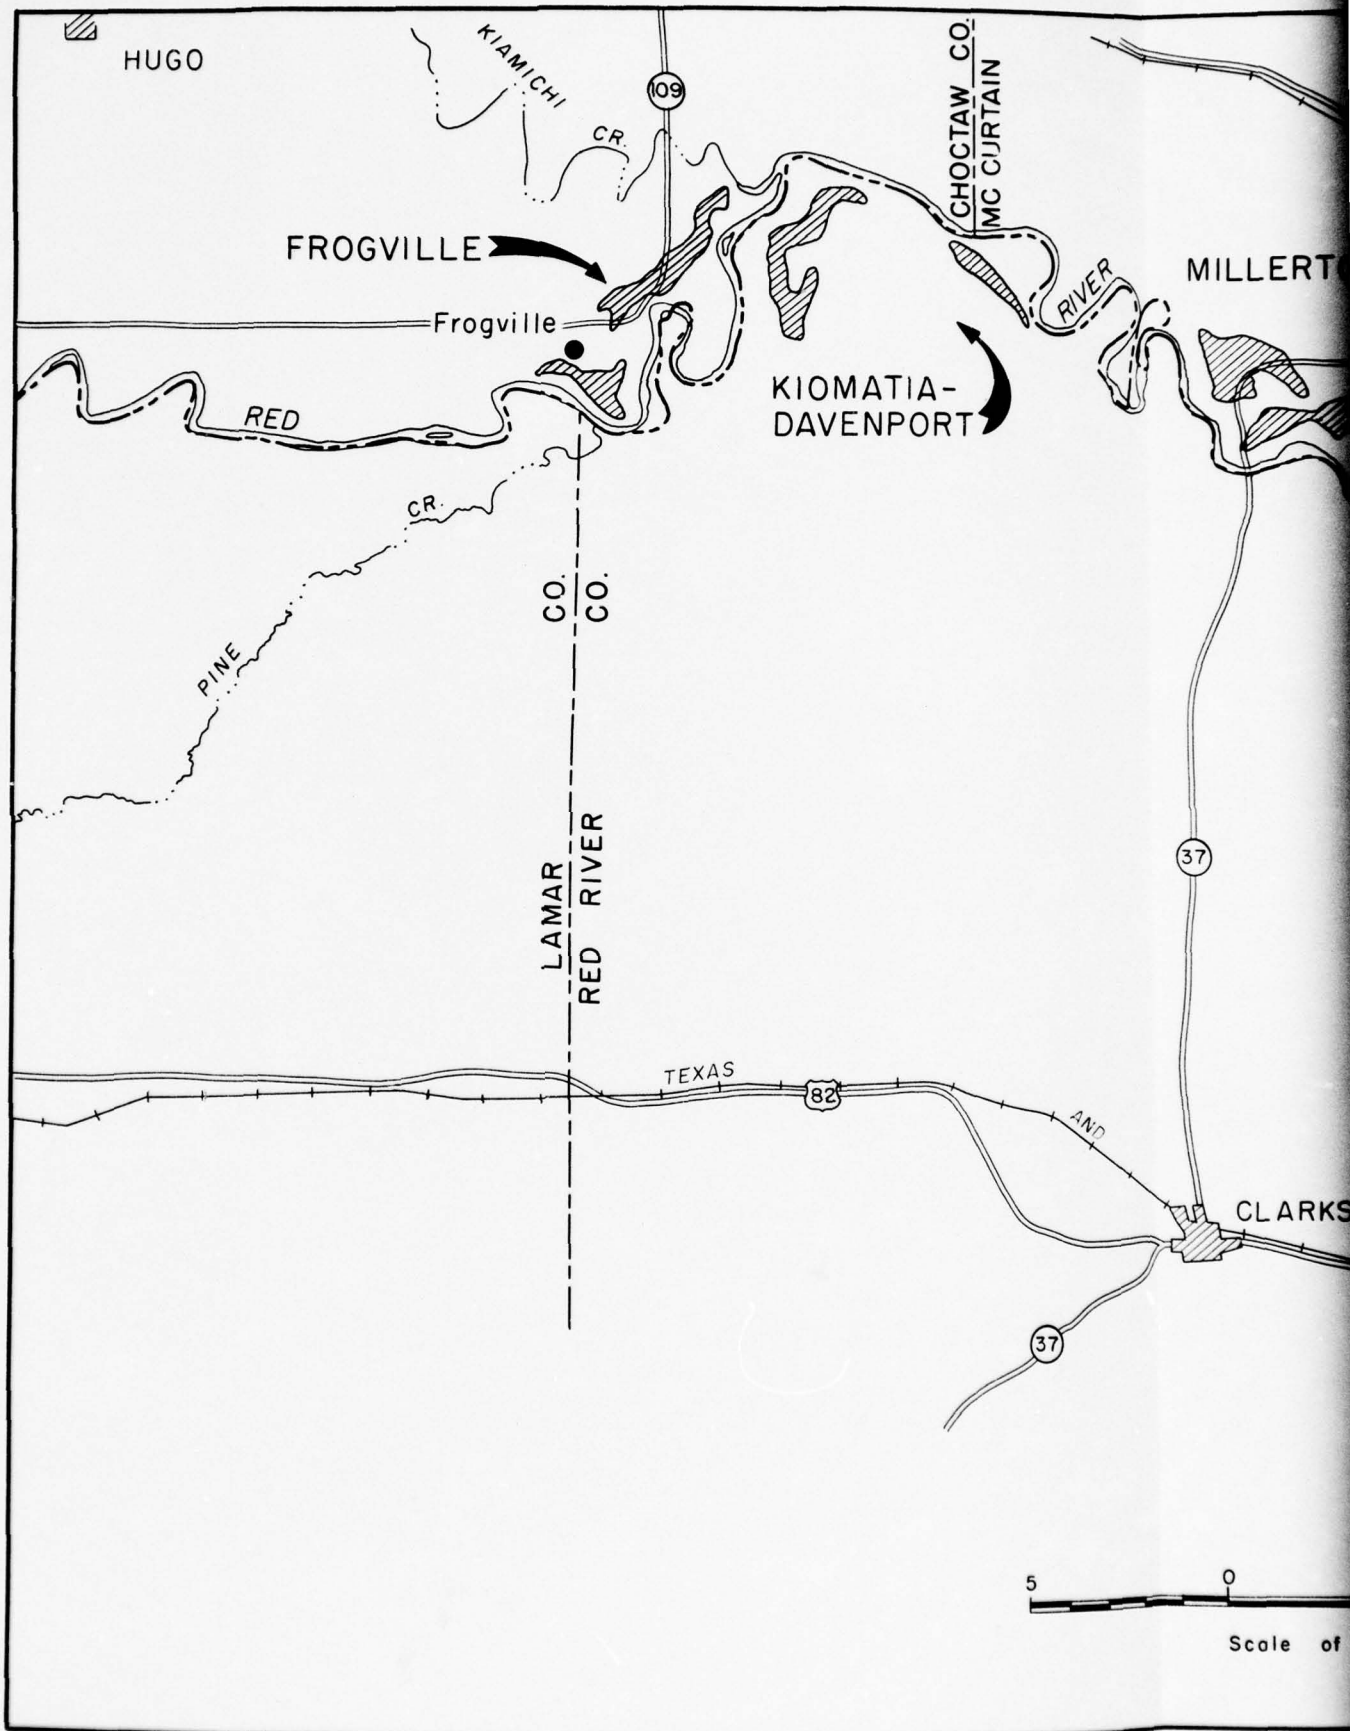 HUGO
KIAMICHI
CR.
109
CHOCTAW CO.
MC CURTAIN
FROGVILLE
MILLERT
RIVER
Frogville
KIOMATIA-
DAVENPORT
RED
CR.
CO.
CO.
PINE
37
LAMAR
RED RIVER
TEXAS
82
AND
CLARKS
37
5 0
Scale of